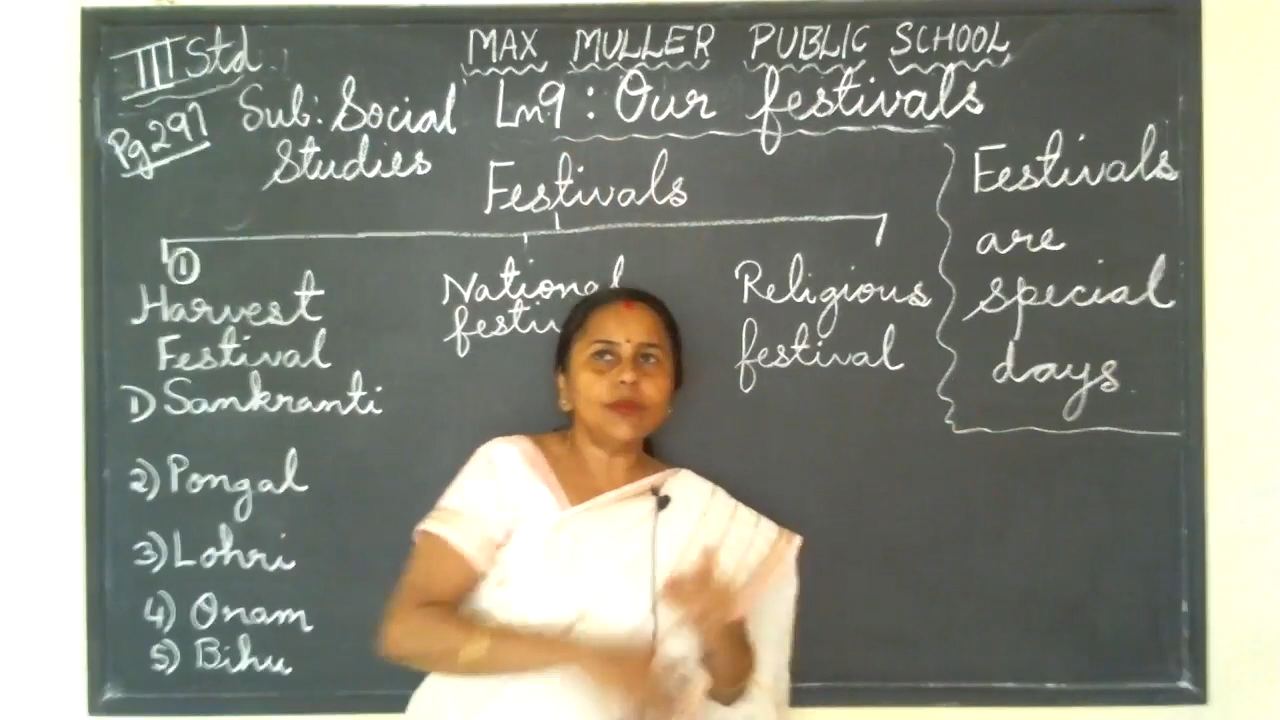 III Std
MAX MULLER PUBLIC SCHOOL
Pg 297
Sub: Social Studies
Ln 9 : Our festivals
Festivals
①
Harvest
Festival
1) Sankranti
2) Pongal
3) Lohri
4) Onam
5) Bihu
National
Religious
festival
Festivals
are
special
days